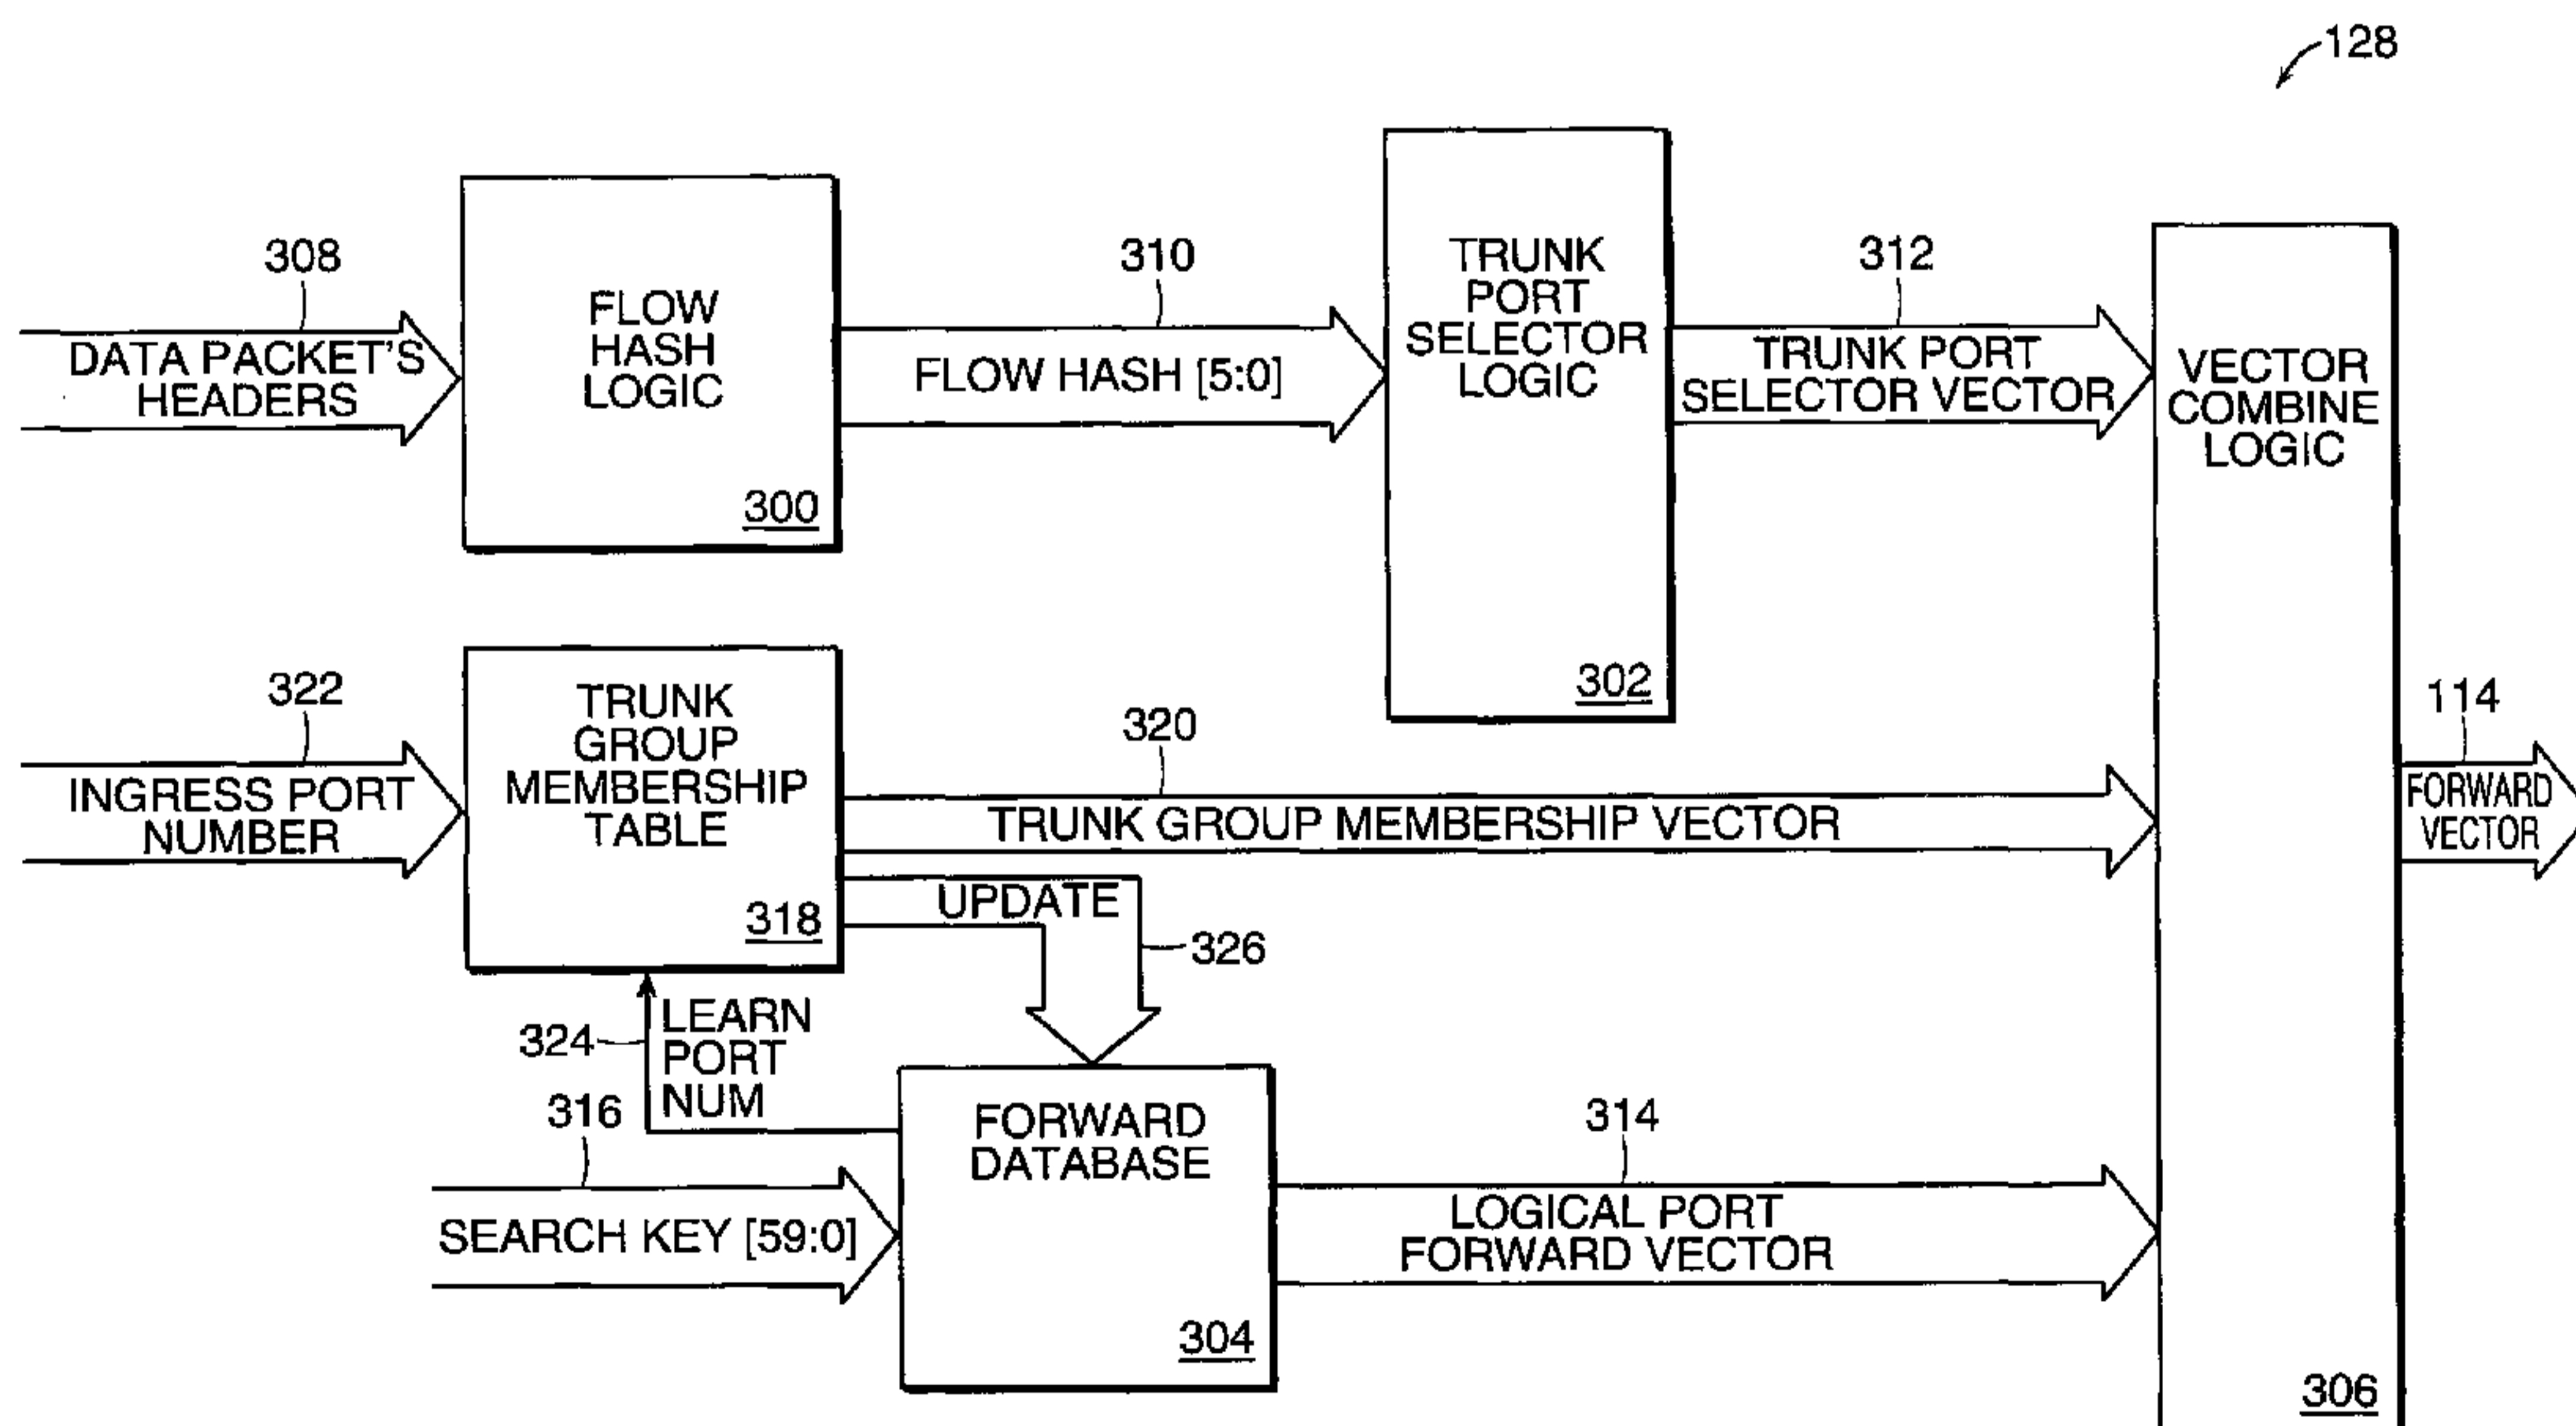 128
308
DATA PACKET'S
HEADERS
FLOW
HASH
LOGIC
300
310
FLOW HASH [5:0]
TRUNK
PORT
SELECTOR
LOGIC
302
312
TRUNK PORT
SELECTOR VECTOR
VECTOR
COMBINE
LOGIC
322
INGRESS PORT
NUMBER
TRUNK
GROUP
MEMBERSHIP
TABLE
318
320
TRUNK GROUP MEMBERSHIP VECTOR
114
FORWARD
VECTOR
UPDATE
326
324
LEARN
PORT
NUM
316
SEARCH KEY [59:0]
FORWARD
DATABASE
304
314
LOGICAL PORT
FORWARD VECTOR
306